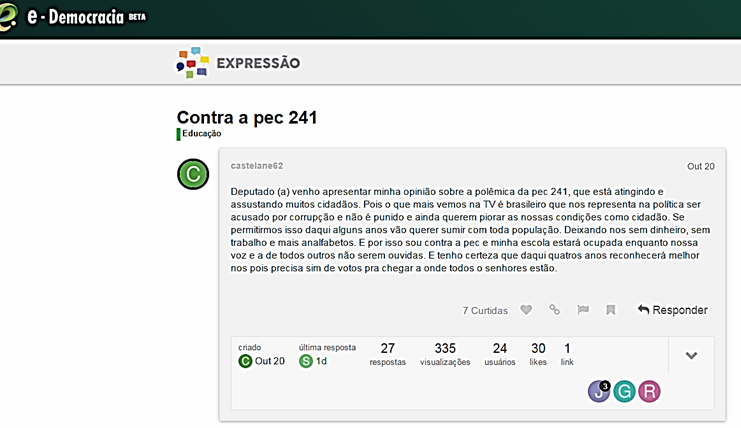 e - Democracia BETA
EXPRESSÃO
Contra a pec 241
Educação
C
castelane62
Out 20
Deputado (a) venho apresentar minha opinião sobre a polêmica da pec 241, que está atingindo e
assustando muitos cidadãos. Pois o que mais vemos na TV é brasileiro que nos representa na política ser
acusado por corrupção e não é punido e ainda querem piorar as nossas condições como cidadão. Se
permitirmos isso daqui alguns anos vão querer sumir com toda população. Deixando nos sem dinheiro, sem
trabalho e mais analfabetos. E por isso sou contra a pec e minha escola estará ocupada enquanto nossa
voz e a de todos outros não serem ouvidas. E tenho certeza que daqui quatros anos reconhecerá melhor
nos pois precisa sim de votos pra chegar a onde todos o senhores estão.
7 Curtidas
Responder
criado última resposta 27 335 24 30 1
C Out 20 S 1d respostas visualizações usuários likes link
J 3 G R